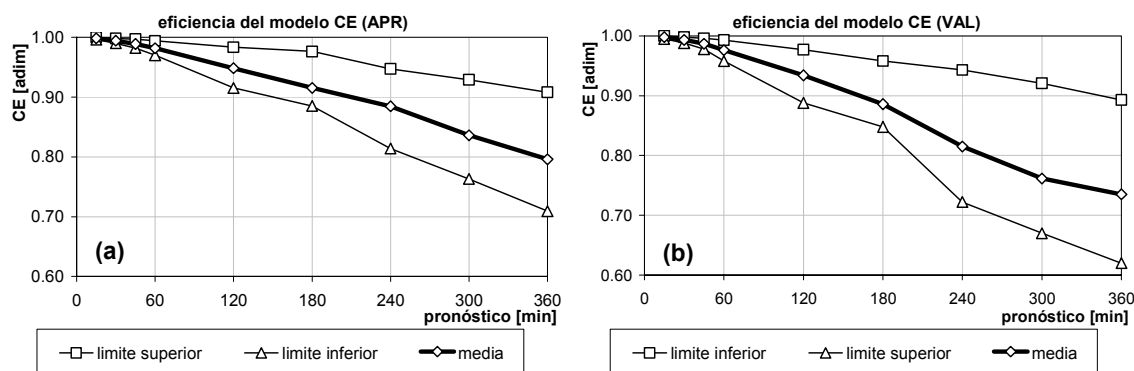 eficiencia del modelo CE (APR)
CE [adim]
1.00
0.90
0.80
0.70
0.60
(a)
0 60 120 180 240 300 360
pronóstico [min]
limite superior limite inferior media
eficiencia del modelo CE (VAL)
CE [adim]
1.00
0.90
0.80
0.70
0.60
(b)
0 60 120 180 240 300 360
pronóstico [min]
limite inferior limite superior media